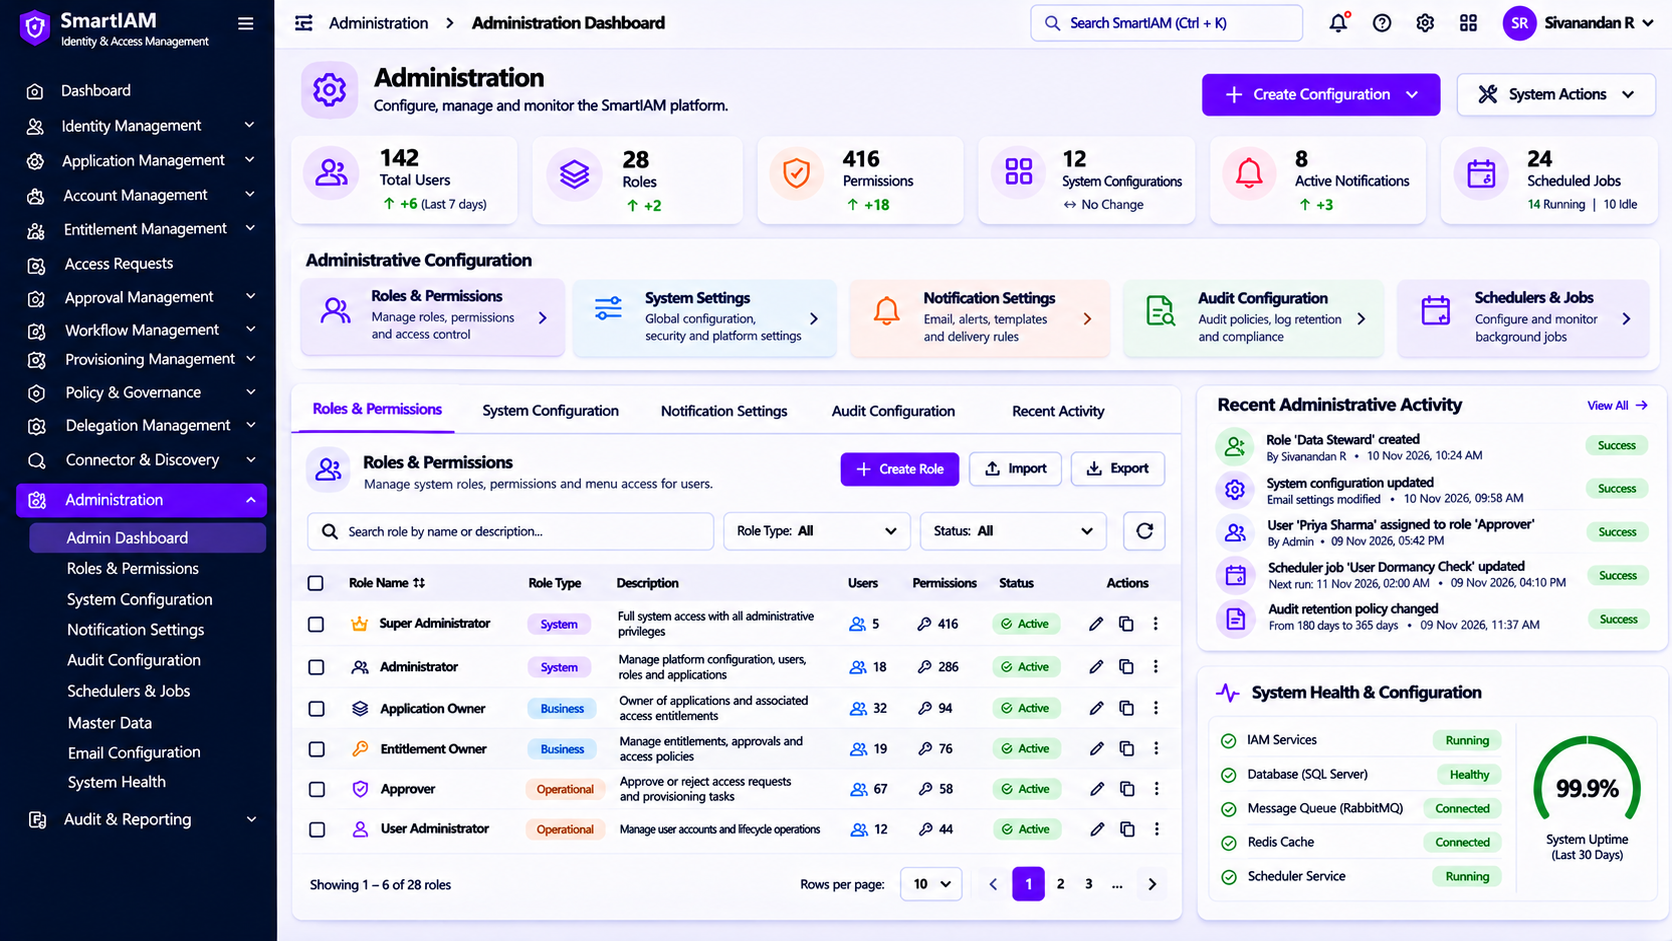 SmartIAM
Identity & Access Management
Dashboard
Identity Management
Application Management
Account Management
Entitlement Management
Access Requests
Approval Management
Workflow Management
Provisioning Management
Policy & Governance
Delegation Management
Connector & Discovery
Administration
Admin Dashboard
Roles & Permissions
System Configuration
Notification Settings
Audit Configuration
Schedulers & Jobs
Master Data
Email Configuration
System Health
Audit & Reporting
Administration > Administration Dashboard
Search SmartIAM (Ctrl + K)
SR Sivanandan R
Administration
Configure, manage and monitor the SmartIAM platform.
+ Create Configuration
System Actions
142
Total Users
↑ +6 (Last 7 days)
28
Roles
↑ +2
416
Permissions
↑ +18
12
System Configurations
↔ No Change
8
Active Notifications
↑ +3
24
Scheduled Jobs
14 Running | 10 Idle
Administrative Configuration
Roles & Permissions
Manage roles, permissions
and access control
System Settings
Global configuration,
security and platform settings
Notification Settings
Email, alerts, templates
and delivery rules
Audit Configuration
Audit policies, log retention
and compliance
Schedulers & Jobs
Configure and monitor
background jobs
Roles & Permissions System Configuration Notification Settings Audit Configuration Recent Activity
Roles & Permissions
Manage system roles, permissions and menu access for users.
+ Create Role
Import
Export
Search role by name or description...
Role Type: All
Status: All
Role Name ↑↓ Role Type Description Users Permissions Status Actions
Super Administrator System Full system access with all administrative
privileges 5 416 Active
Administrator System Manage platform configuration, users,
roles and applications 18 286 Active
Application Owner Business Owner of applications and associated
access entitlements 32 94 Active
Entitlement Owner Business Manage entitlements, approvals and
access policies 19 76 Active
Approver Operational Approve or reject access requests
and provisioning tasks 67 58 Active
User Administrator Operational Manage user accounts and lifecycle operations 12 44 Active
Showing 1 – 6 of 28 roles
Rows per page: 10
< 1 2 3 ... >
Recent Administrative Activity View All →
Role 'Data Steward' created
By Sivanandan R • 10 Nov 2026, 10:24 AM
Success
System configuration updated
Email settings modified • 10 Nov 2026, 09:58 AM
Success
User 'Priya Sharma' assigned to role 'Approver'
By Admin • 09 Nov 2026, 05:42 PM
Success
Scheduler job 'User Dormancy Check' updated
Next run: 11 Nov 2026, 02:00 AM • 09 Nov 2026, 04:10 PM
Success
Audit retention policy changed
From 180 days to 365 days • 09 Nov 2026, 11:37 AM
Success
System Health & Configuration
IAM Services Running
Database (SQL Server) Healthy
Message Queue (RabbitMQ) Connected
Redis Cache Connected
Scheduler Service Running
99.9%
System Uptime
(Last 30 Days)